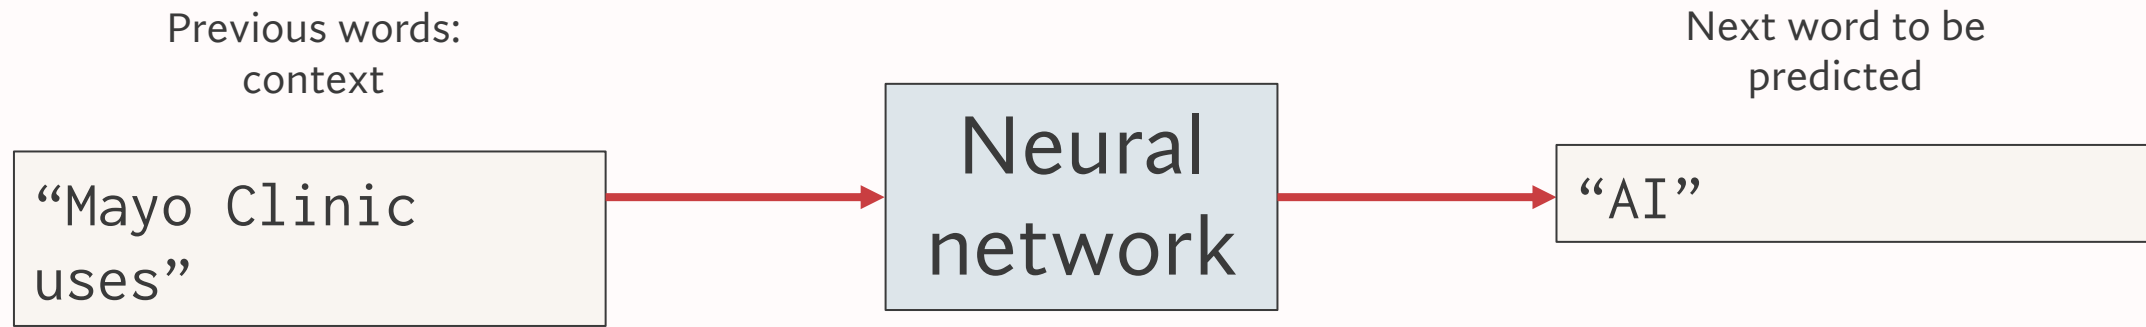 Previous words:
context
“Mayo Clinic
uses”
Neural
network
Next word to be
predicted
“AI”